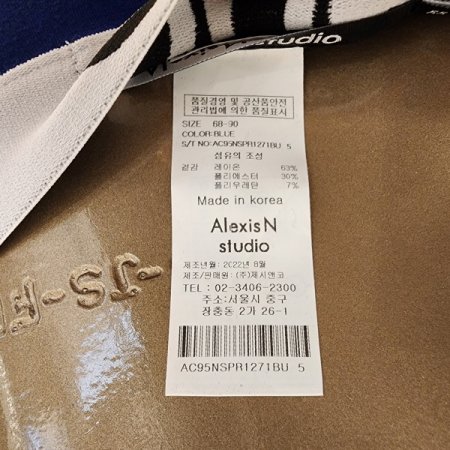 studio
품질경영 및 공산품안전
관리법에 의한 품질표시
SIZE 68-90
COLOR:BLUE
S/T NO:AC95NSPR1271BU 5
섬유의 조성
겉감 레이온 63%
폴리에스터 30%
폴리우레탄 7%
Made in korea
AlexisN
studio
제조년월 : 2022년 8월
제조/판매원 : (주)제시앤코
TEL : 02-3406-2300
주소:서울시 중구
장충동 2가 26-1
AC95NSPR1271BU 5